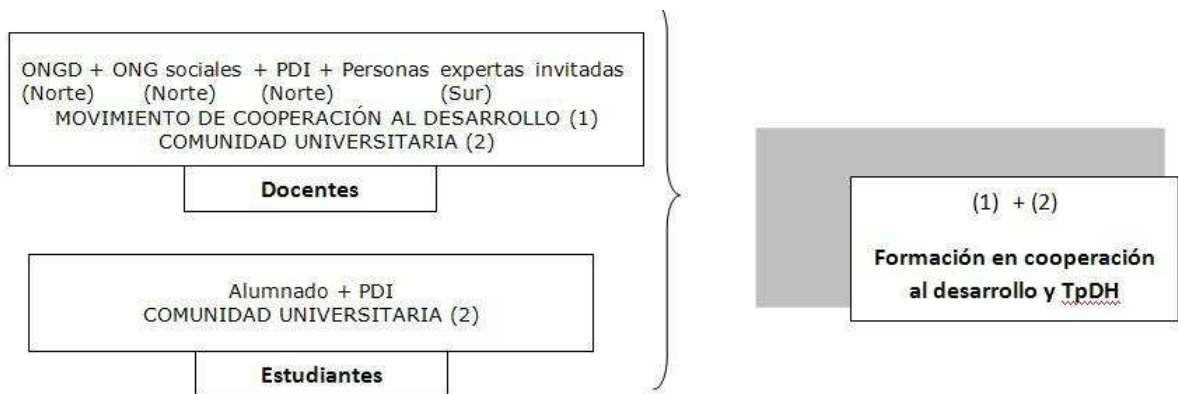 ONGD + ONG sociales + PDI + Personas expertas invitadas
(Norte) (Norte) (Norte) (Sur)
MOVIMIENTO DE COOPERACIÓN AL DESARROLLO (1)
COMUNIDAD UNIVERSITARIA (2)
Docentes
Alumnado + PDI
COMUNIDAD UNIVERSITARIA (2)
Estudiantes
(1) + (2)
Formación en cooperación
al desarrollo y TpDH